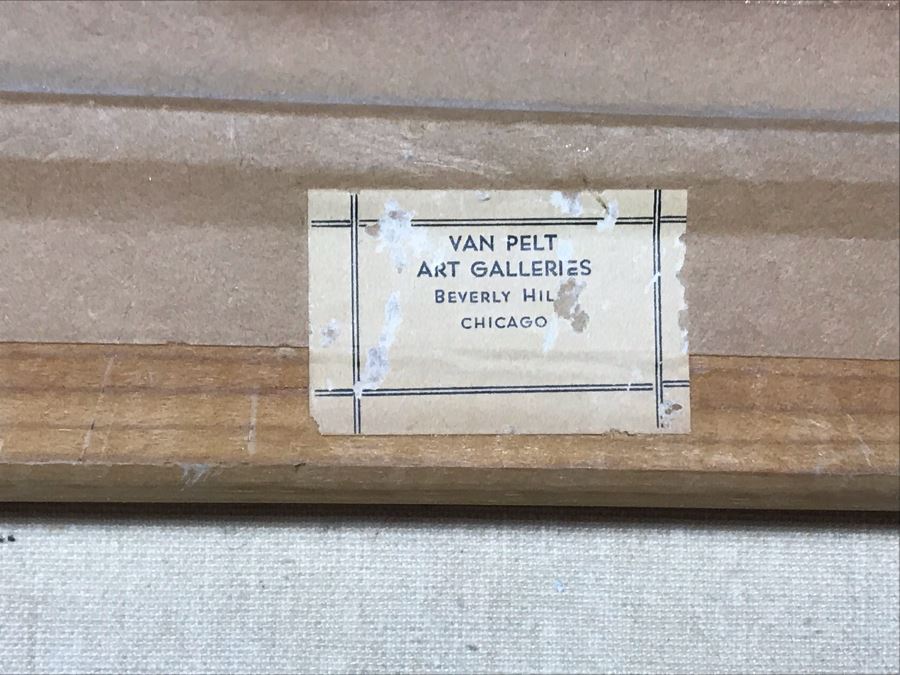 VAN PELT
ART GALLERIES
BEVERLY HIL
CHICAGO